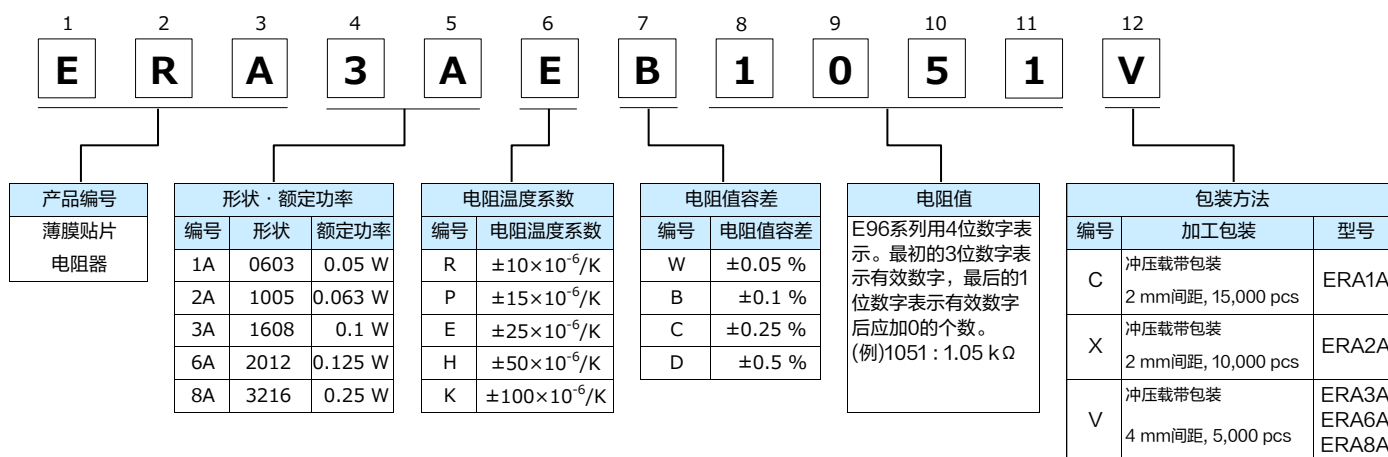 1 2 3 4 5 6 7 8 9 10 11 12
E R A 3 A E B 1 0 5 1 V
产品编号
薄膜贴片
电阻器
形状・额定功率
编号 形状 额定功率
1A 0603 0.05 W
2A 1005 0.063 W
3A 1608 0.1 W
6A 2012 0.125 W
8A 3216 0.25 W
电阻温度系数
编号 电阻温度系数
R ±10×10⁻⁶/K
P ±15×10⁻⁶/K
E ±25×10⁻⁶/K
H ±50×10⁻⁶/K
K ±100×10⁻⁶/K
电阻值容差
编号 电阻值容差
W ±0.05 %
B ±0.1 %
C ±0.25 %
D ±0.5 %
电阻值
E96系列用4位数字表
示。最初的3位数字表
示有效数字，最后的1
位数字表示有效数字
后应加0的个数。
(例)1051 : 1.05 kΩ
包装方法
编号 加工包装 型号
C 冲压载带包装 ERA1A
2 mm间距, 15,000 pcs
X 冲压载带包装 ERA2A
2 mm间距, 10,000 pcs
V 冲压载带包装 ERA3A
ERA6A
4 mm间距, 5,000 pcs ERA8A